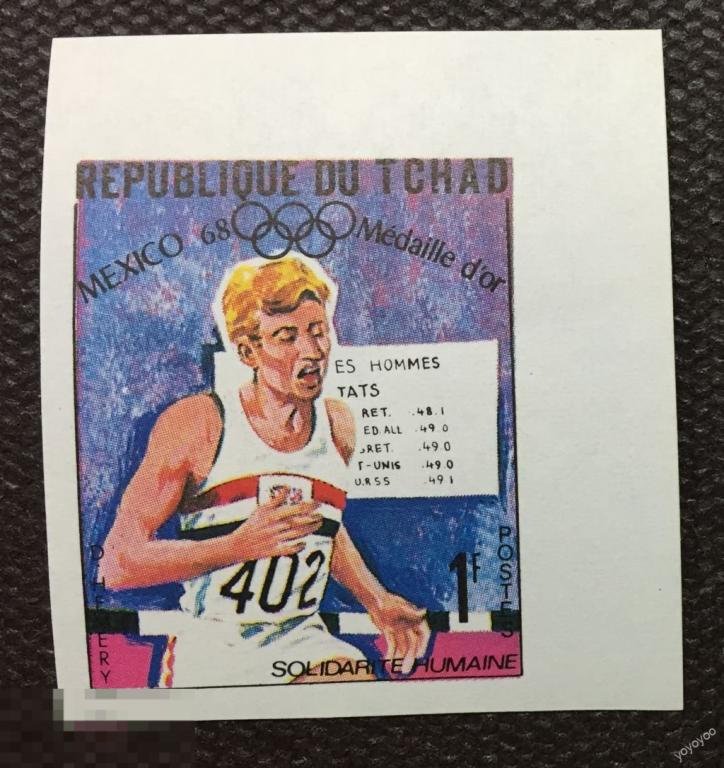 REPUBLIQUE DU TCHAD
MEXICO 68 Médaille d'or
ES HOMMES
TATS
RET. .48.1
ED.ALL .49.0
RET. .49.0
T-UNIS .49.0
U.RSS .49 1
402
1F
POSTES
DHEMERY
SOLIDARITE HUMAINE
yoyoyoo